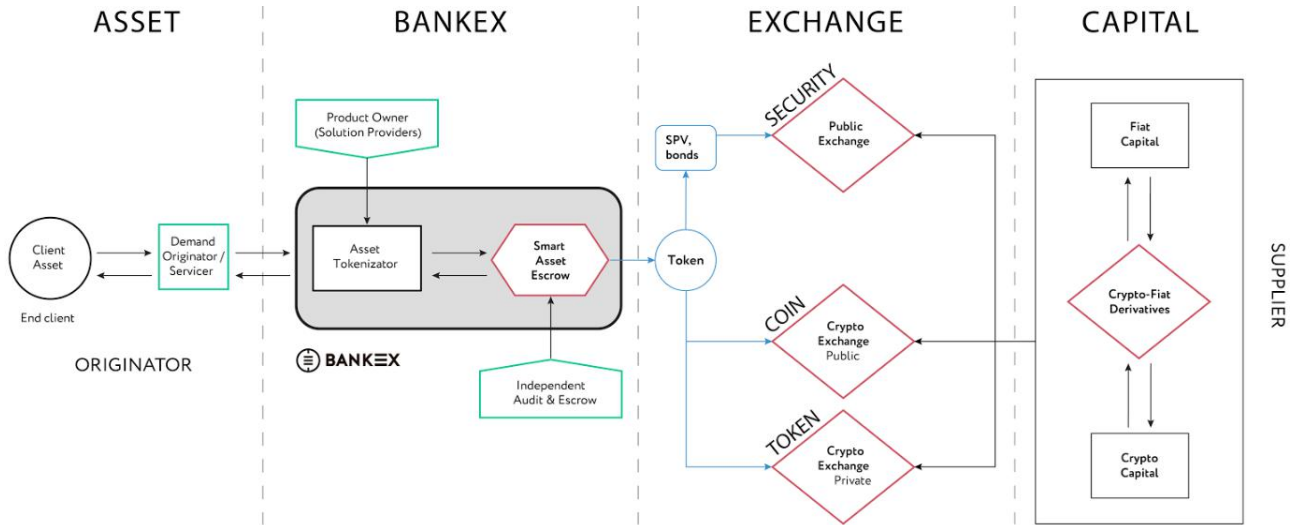 ASSET
BANKEX
EXCHANGE
CAPITAL
Client
Asset
End client
ORIGINATOR
Demand
Originator /
Servicer
Product Owner
(Solution Providers)
Asset
Tokenizator
Smart
Asset
Escrow
BANKEX
Independent
Audit & Escrow
SPV,
bonds
Token
SECURITY
Public
Exchange
COIN
Crypto
Exchange
Public
TOKEN
Crypto
Exchange
Private
Fiat
Capital
Crypto-Fiat
Derivatives
Crypto
Capital
SUPPLIER